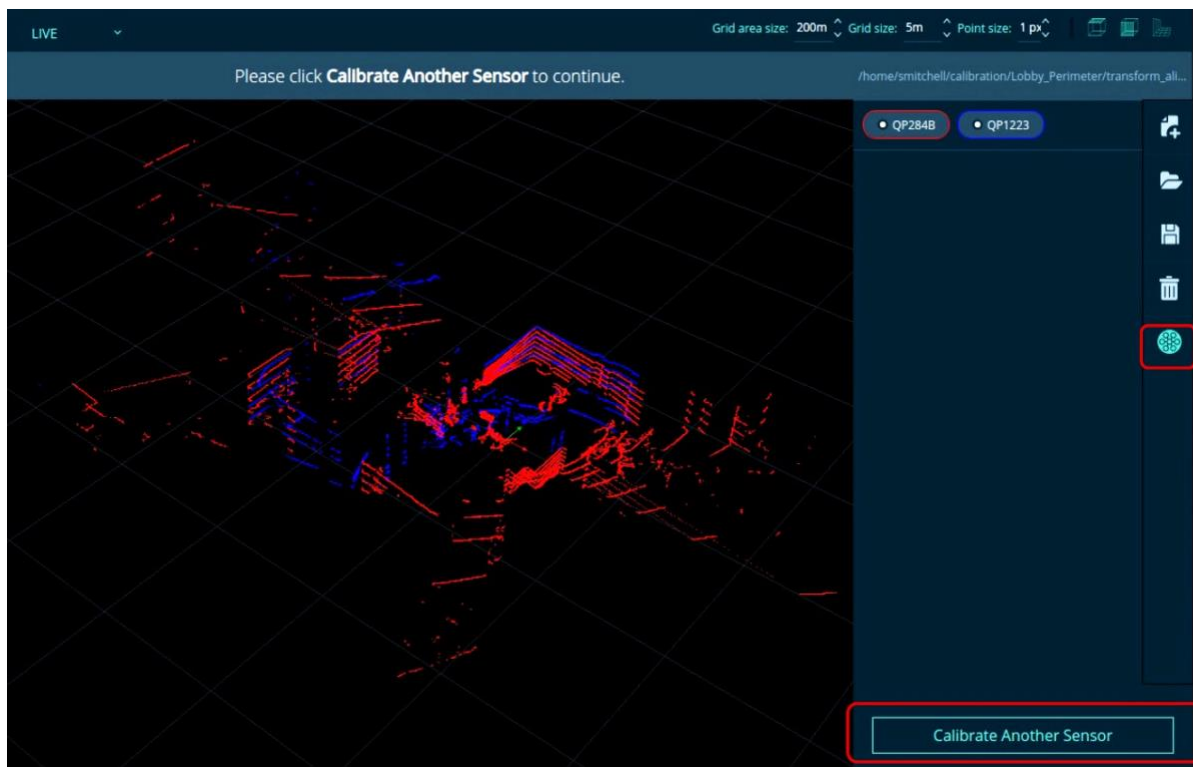 LIVE
Grid area size: 200m Grid size: 5m Point size: 1 px
Please click Calibrate Another Sensor to continue.
/home/smitchell/calibration/Lobby_Perimeter/transform_ali...
QP284B QP1223
Calibrate Another Sensor